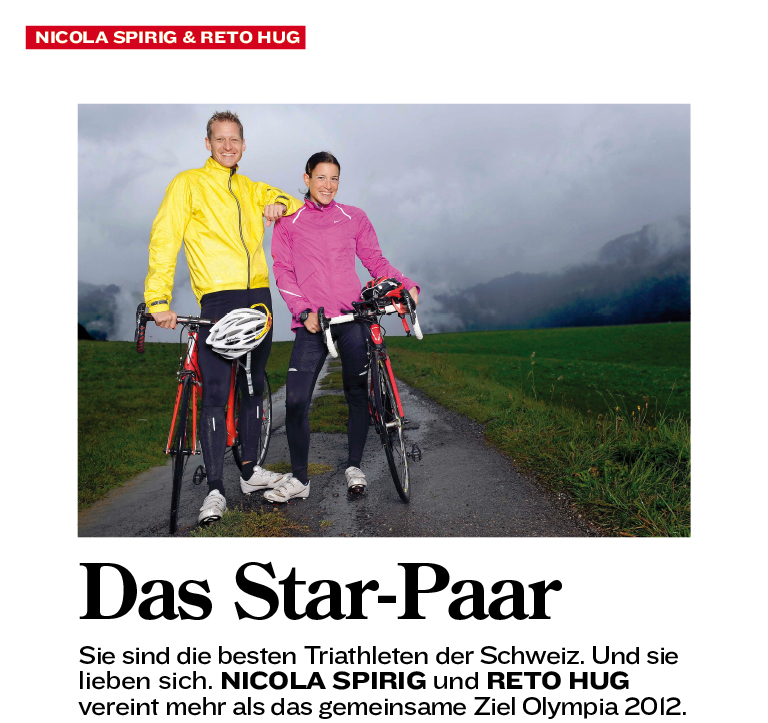 NICOLA SPIRIG & RETO HUG
Das Star-Paar
Sie sind die besten Triathleten der Schweiz. Und sie
lieben sich. NICOLA SPIRIG und RETO HUG
vereint mehr als das gemeinsame Ziel Olympia 2012.